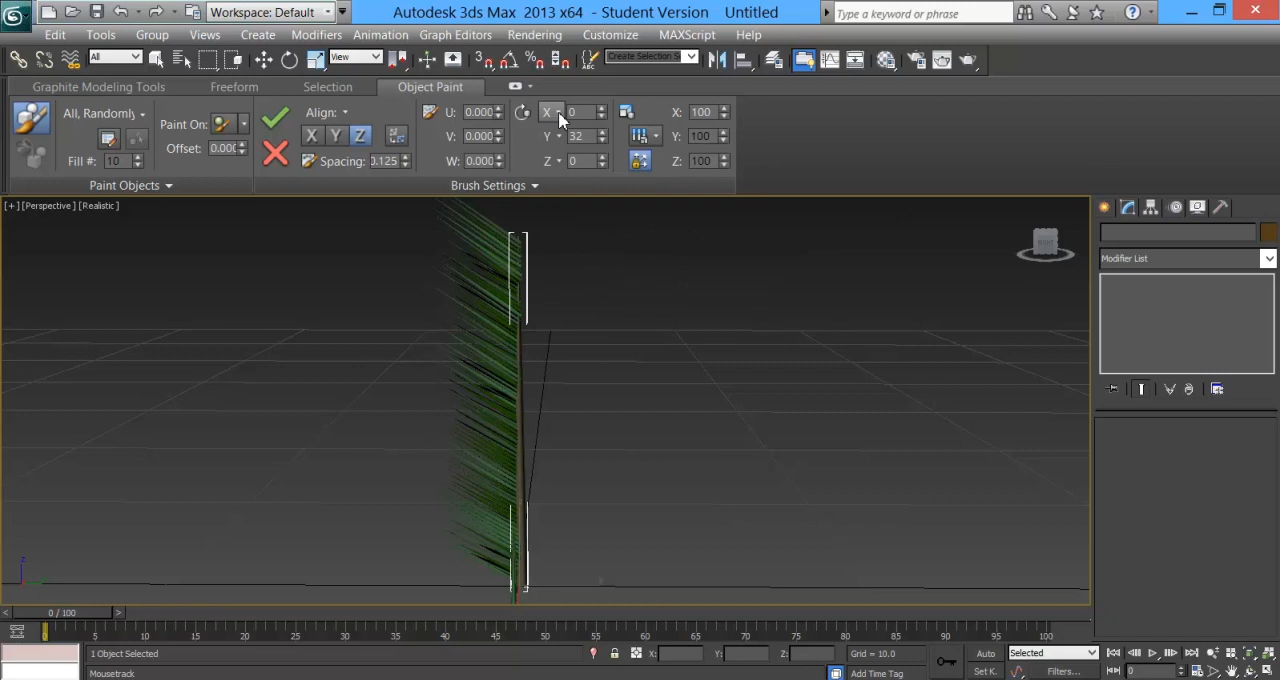 Workspace: Default
Autodesk 3ds Max 2013 x64 - Student Version Untitled
Type a keyword or phrase
Edit Tools Group Views Create Modifiers Animation Graph Editors Rendering Customize MAXScript Help
All View Create Selection S
Graphite Modeling Tools Freeform Selection Object Paint
All, Randomly Paint On: Align: U: 0.000 X 0 X: 100
Offset: 0.000 X Y Z V: 0.000 Y 32 Y: 100
Fill #: 10 Spacing: 0.125 W: 0.000 Z 0 Z: 100
Paint Objects Brush Settings
[+] [Perspective] [Realistic]
Modifier List
z
0 / 100
0 5 10 15 20 25 30 35 40 45 50 55 60 65 70 75 80 85 90 95 100
1 Object Selected X: Y: Z: Grid = 10.0 Auto Selected
Mousetrack Add Time Tag Set K. Filters... 0